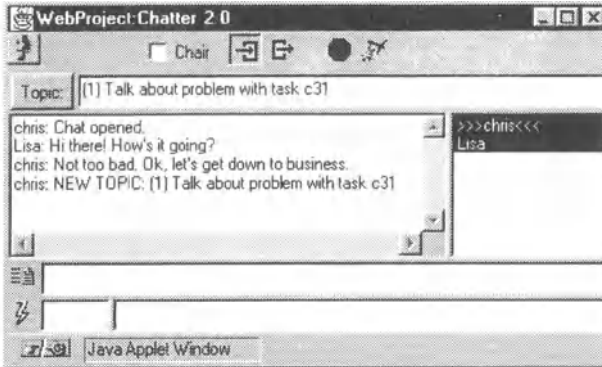 WebProject:Chatter 2.0
Chair
Topic: (1) Talk about problem with task c31
chris: Chat opened.
Lisa: Hi there! How's it going?
chris: Not too bad. Ok, let's get down to business.
chris: NEW TOPIC: (1) Talk about problem with task c31
>>>chris<<<
Lisa
Java Applet Window